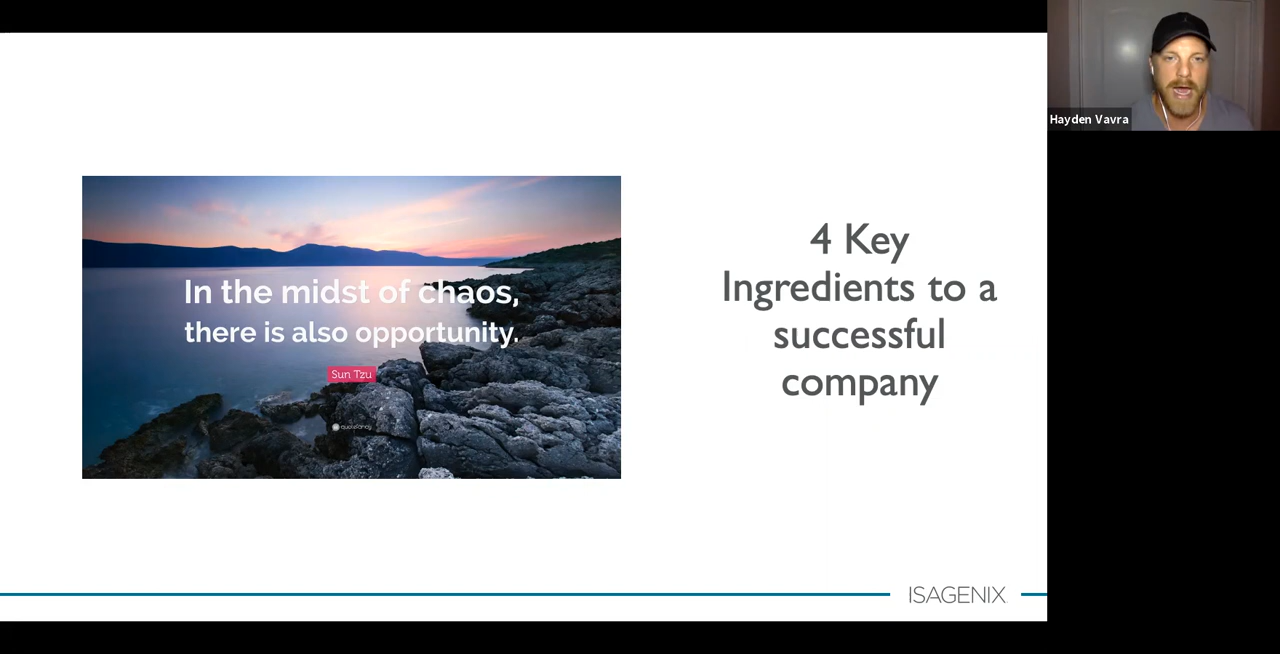 In the midst of chaos,
there is also opportunity.
Sun Tzu
quotefancy
4 Key
Ingredients to a
successful
company
ISAGENIX
Hayden Vavra